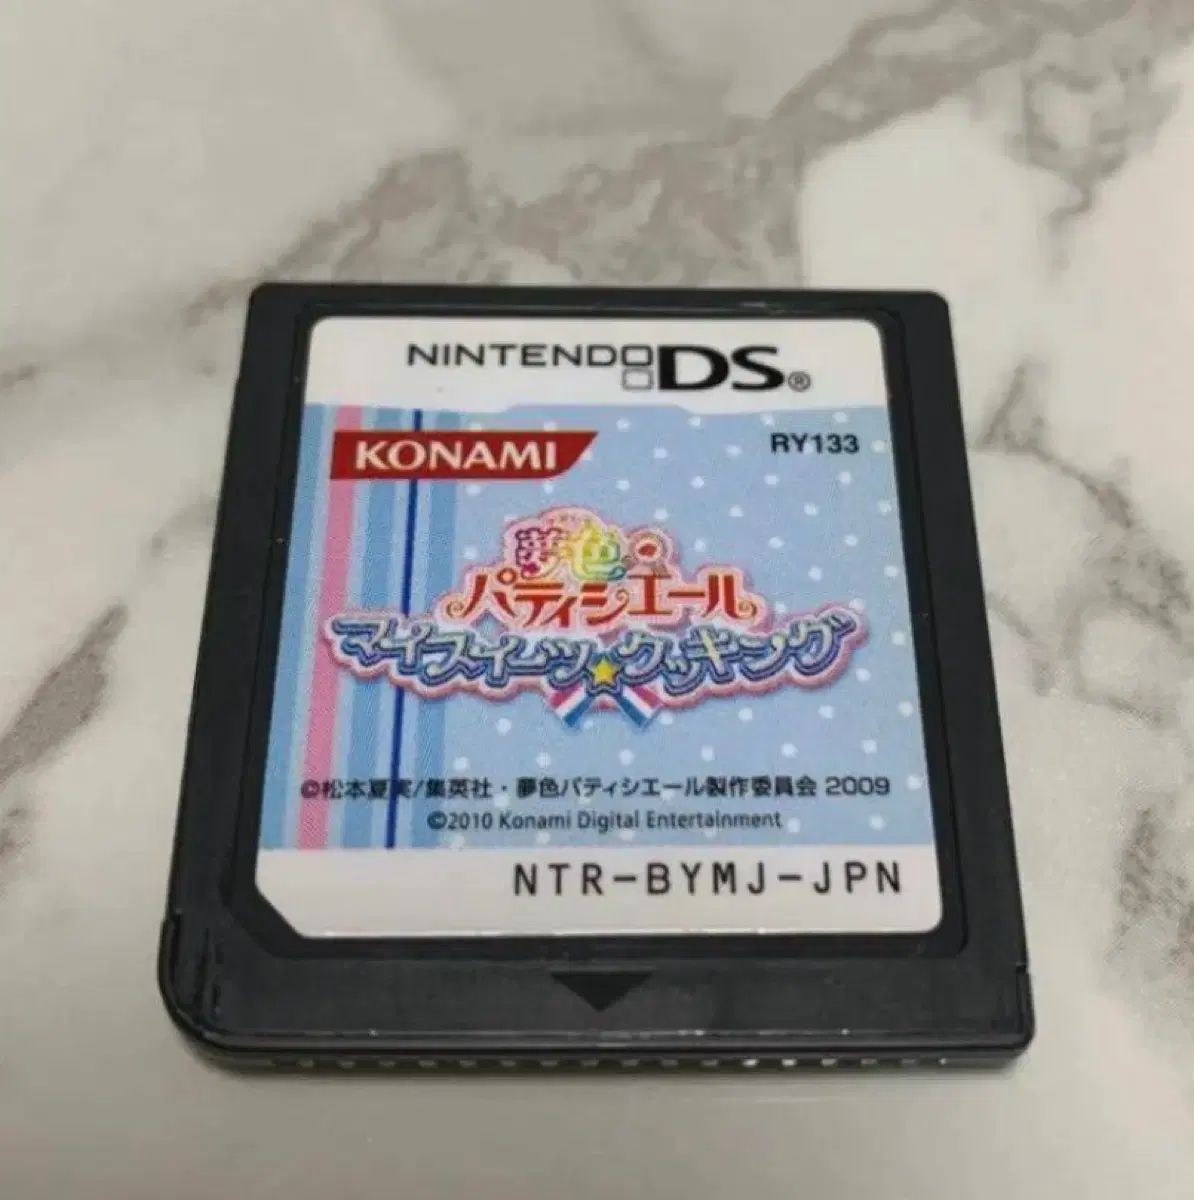 NINTENDO DS®
KONAMI
RY133
夢色
パティシエール
マイスイーツ☆クッキング
©松本夏実/集英社・夢色パティシエール製作委員会 2009
©2010 Konami Digital Entertainment
NTR-BYMJ-JPN